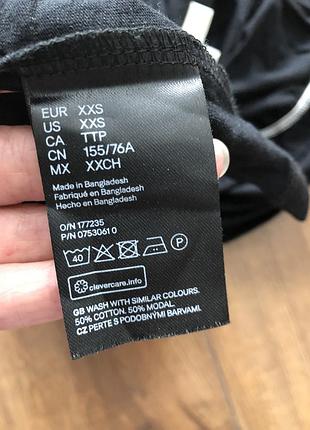 EUR XXS
US XXS
CA TTP
CN 155/76A
MX XXCH
Made in Bangladesh
Fabriqué en Bangladesh
Hecho en Bangladesh
O/N 177235
P/N 0753061 0
40 P
clevercare.info
GB WASH WITH SIMILAR COLOURS.
50% COTTON. 50% MODAL
CZ PERTE S PODOBNÝMI BARVAMI.